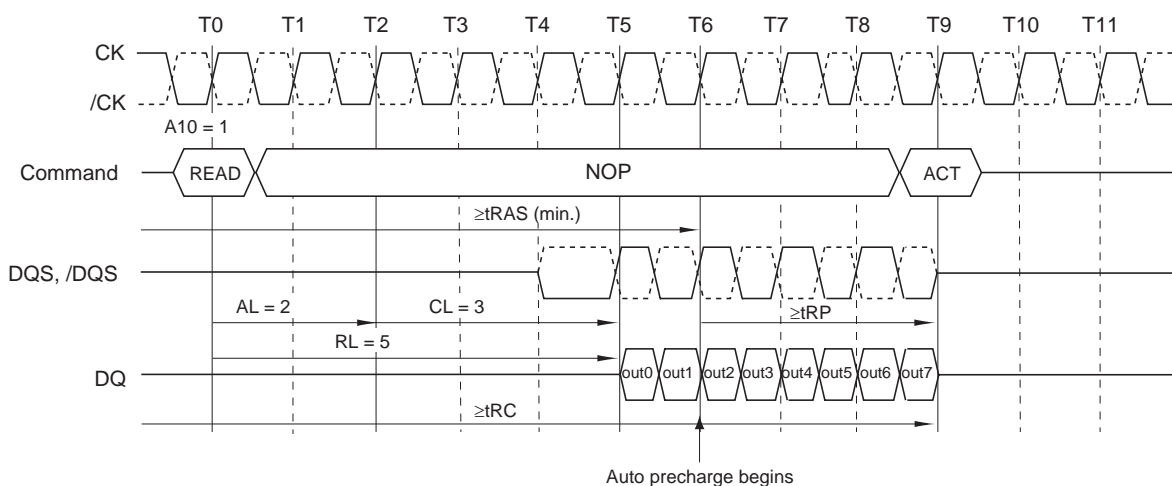 T0 T1 T2 T3 T4 T5 T6 T7 T8 T9 T10 T11
CK
/CK
A10 = 1
Command READ NOP ACT
≥tRAS (min.)
DQS, /DQS
AL = 2 CL = 3 ≥tRP
RL = 5
DQ out0 out1 out2 out3 out4 out5 out6 out7
≥tRC
Auto precharge begins